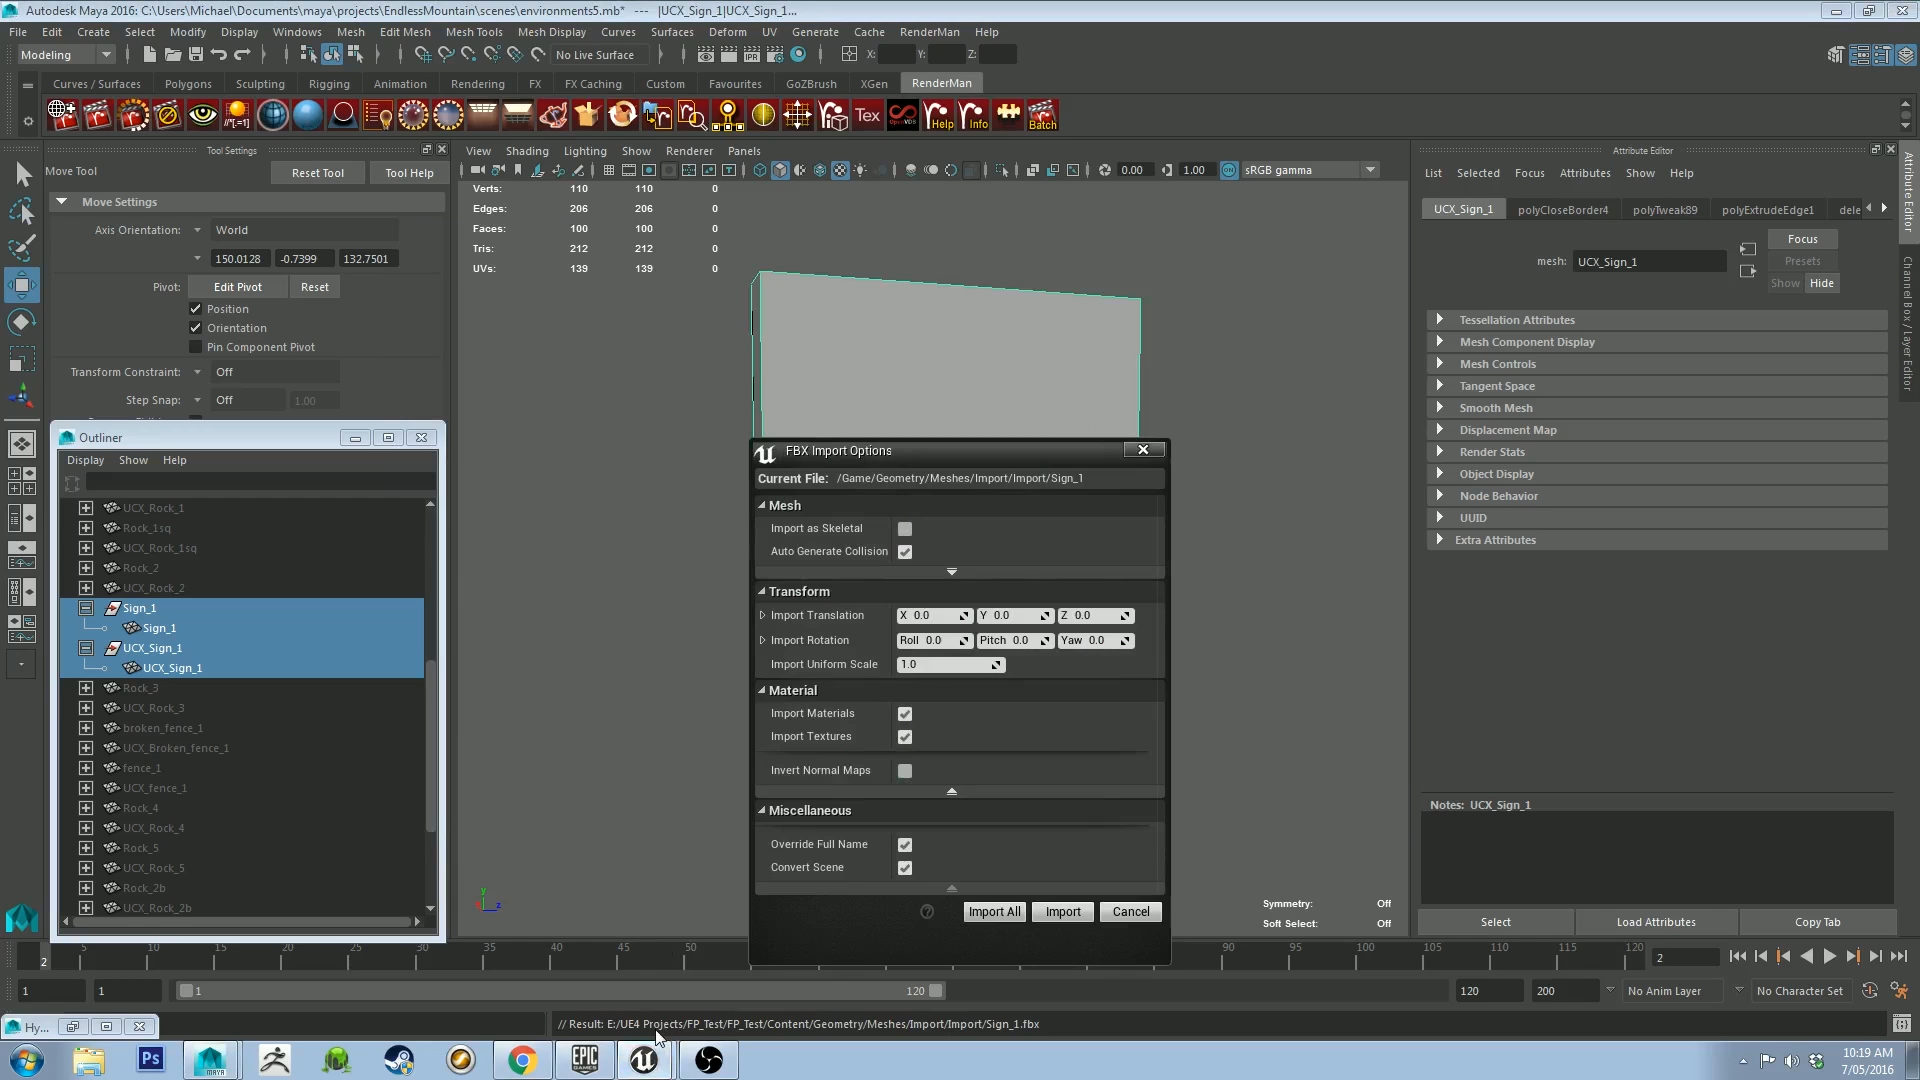 Autodesk Maya 2016: C:\Users\Michael\Documents\maya\projects\EndlessMountain\scenes\environments5.mb*   ---   |UCX_Sign_1|UCX_Sign_1...
File Edit Create Select Modify Display Windows Mesh Edit Mesh Mesh Tools Mesh Display Curves Surfaces Deform UV Generate Cache RenderMan Help
Modeling No Live Surface X: Y: Z:
Curves / Surfaces Polygons Sculpting Rigging Animation Rendering FX FX Caching Custom Favourites GoZBrush XGen RenderMan
Tex Help Info Batch
Tool Settings
Move Tool Reset Tool Tool Help
Move Settings
Axis Orientation: World
150.0128 -0.7399 132.7501
Pivot: Edit Pivot Reset
Position
Orientation
Pin Component Pivot
Transform Constraint: Off
Step Snap: Off 1.00
Outliner
Display Show Help
UCX_Rock_1
Rock_1sq
UCX_Rock_1sq
Rock_2
UCX_Rock_2
Sign_1
Sign_1
UCX_Sign_1
UCX_Sign_1
Rock_3
UCX_Rock_3
broken_fence_1
UCX_Broken_fence_1
fence_1
UCX_fence_1
Rock_4
UCX_Rock_4
Rock_5
UCX_Rock_5
Rock_2b
UCX_Rock_2b
View Shading Lighting Show Renderer Panels
0.00 1.00 sRGB gamma
Verts: 110 110 0
Edges: 206 206 0
Faces: 100 100 0
Tris: 212 212 0
UVs: 139 139 0
y z
Symmetry: Off
Soft Select: Off
FBX Import Options
Current File: /Game/Geometry/Meshes/Import/Import/Sign_1
Mesh
Import as Skeletal
Auto Generate Collision
Transform
Import Translation X 0.0 Y 0.0 Z 0.0
Import Rotation Roll 0.0 Pitch 0.0 Yaw 0.0
Import Uniform Scale 1.0
Material
Import Materials
Import Textures
Invert Normal Maps
Miscellaneous
Override Full Name
Convert Scene
Import All Import Cancel
Attribute Editor
List Selected Focus Attributes Show Help
UCX_Sign_1 polyCloseBorder4 polyTweak89 polyExtrudeEdge1 dele
Focus
mesh: UCX_Sign_1 Presets
Show Hide
Tessellation Attributes
Mesh Component Display
Mesh Controls
Tangent Space
Smooth Mesh
Displacement Map
Render Stats
Object Display
Node Behavior
UUID
Extra Attributes
Notes: UCX_Sign_1
Select Load Attributes Copy Tab
Attribute Editor
Channel Box / Layer Editor
5 10 15 20 25 30 35 40 45 50 90 95 100 105 110 115 120
2 2
1 1 1 120 120 200 No Anim Layer No Character Set
Hy... // Result: E:/UE4 Projects/FP_Test/FP_Test/Content/Geometry/Meshes/Import/Import/Sign_1.fbx
Ps MAYA EPIC GAMES
10:19 AM
7/05/2016